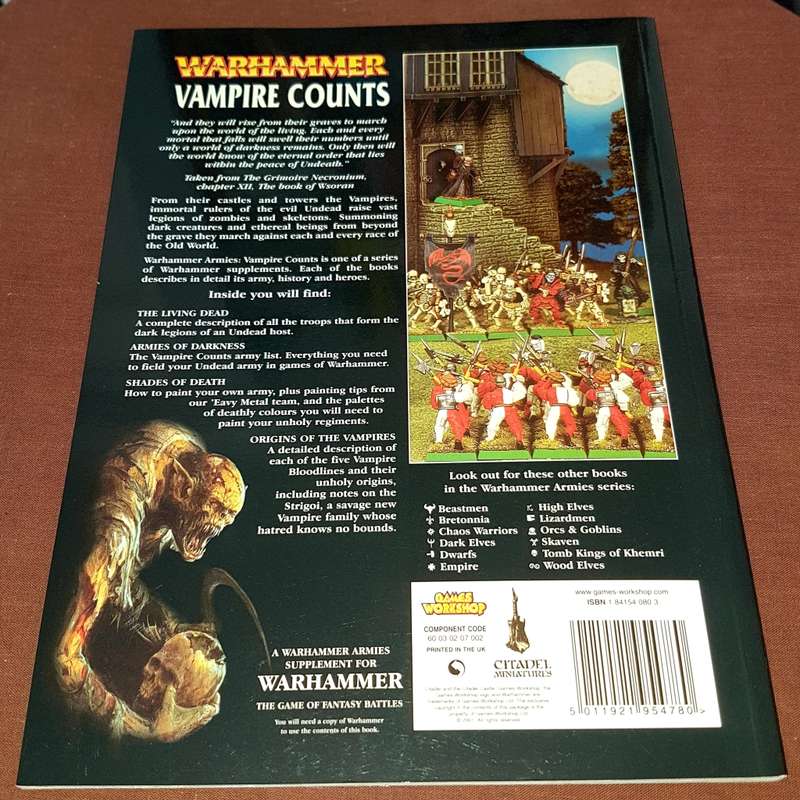 WARHAMMER
VAMPIRE COUNTS
"And they will rise from their graves to march
upon the world of the living. Each and every
mortal that falls will swell their numbers until
only a world of darkness remains. Only then will
the world know of the eternal order that lies
within the peace of Undeath."
Taken from The Grimoire Necronium,
chapter XII, The book of Wsoran
From their castles and towers the Vampires,
immortal rulers of the evil Undead raise vast
legions of zombies and skeletons. Summoning
dark creatures and ethereal beings from beyond
the grave they march against each and every race of
the Old World.
Warhammer Armies: Vampire Counts is one of a series
of Warhammer supplements. Each of the books
describes in detail its army, history and heroes.
Inside you will find:
THE LIVING DEAD
A complete description of all the troops that form the
dark legions of an Undead host.
ARMIES OF DARKNESS
The Vampire Counts army list. Everything you need
to field your Undead army in games of Warhammer.
SHADES OF DEATH
How to paint your own army, plus painting tips from
our 'Eavy Metal team, and the palettes
of deathly colours you will need to
paint your unholy regiments.
ORIGINS OF THE VAMPIRES
A detailed description of
each of the five Vampire
Bloodlines and their
unholy origins,
including notes on the
Strigoi, a savage new
Vampire family whose
hatred knows no bounds.
A WARHAMMER ARMIES
SUPPLEMENT FOR
WARHAMMER
THE GAME OF FANTASY BATTLES
You will need a copy of Warhammer
to use the contents of this book.
Look out for these other books
in the Warhammer Armies series:
Beastmen
Bretonnia
Chaos Warriors
Dark Elves
Dwarfs
Empire
High Elves
Lizardmen
Orcs & Goblins
Skaven
Tomb Kings of Khemri
Wood Elves
GAMES
WORKSHOP
COMPONENT CODE
60 03 02 07 002
PRINTED IN THE UK
CITADEL
MINIATURES
www.games-workshop.com
ISBN 1 84154 080 3
5 011921 954780 >